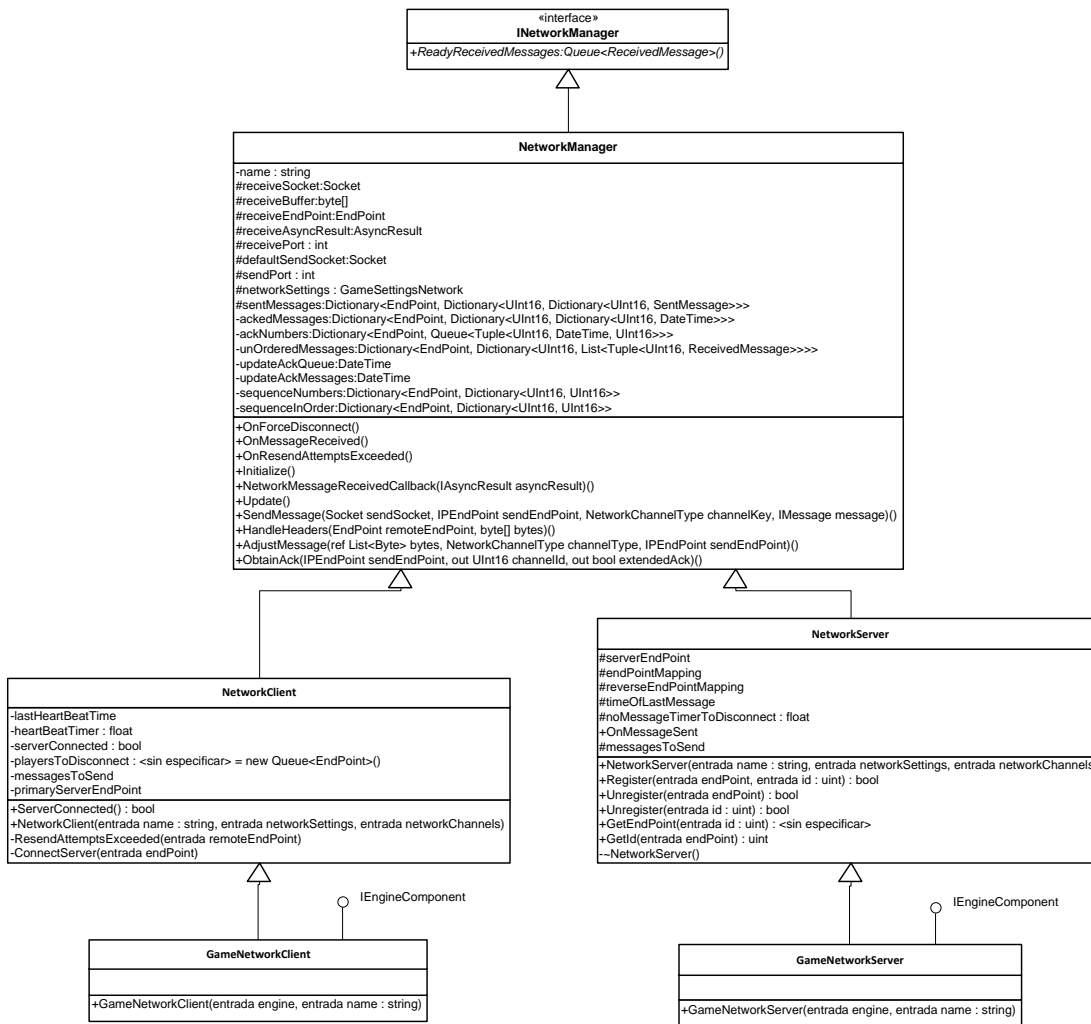 «interface»
INetworkManager
+ReadyReceivedMessages:Queue<ReceivedMessage>()
NetworkManager
-name : string
#receiveSocket:Socket
#receiveBuffer:byte[]
#receiveEndPoint:EndPoint
#receiveAsyncResult:AsyncResult
#receivePort : int
#defaultSendSocket:Socket
#sendPort : int
#networkSettings : GameSettingsNetwork
#sentMessages:Dictionary<EndPoint, Dictionary<UInt16, Dictionary<UInt16, SentMessage>>>
-ackedMessages:Dictionary<EndPoint, Dictionary<UInt16, Dictionary<UInt16, DateTime>>>
-ackNumbers:Dictionary<EndPoint, Queue<Tuple<UInt16, DateTime, UInt16>>>
-unOrderedMessages:Dictionary<EndPoint, Dictionary<UInt16, List<Tuple<UInt16, ReceivedMessage>>>>
-updateAckQueue:DateTime
-updateAckMessages:DateTime
-sequenceNumbers:Dictionary<EndPoint, Dictionary<UInt16, UInt16>>
-sequenceInOrder:Dictionary<EndPoint, Dictionary<UInt16, UInt16>>
+OnForceDisconnect()
+OnMessageReceived()
+OnResendAttemptsExceeded()
+Initialize()
+NetworkMessageReceivedCallback(IAsyncResult asyncResult)()
+Update()
+SendMessage(Socket sendSocket, IPEndPoint sendEndPoint, NetworkChannelType channelKey, IMessage message)()
+HandleHeaders(EndPoint remoteEndPoint, byte[] bytes)()
+AdjustMessage(ref List<Byte> bytes, NetworkChannelType channelType, IPEndPoint sendEndPoint)()
+ObtainAck(IPEndPoint sendEndPoint, out UInt16 channelId, out bool extendedAck)()
NetworkClient
-lastHeartBeatTime
-heartBeatTimer : float
-serverConnected : bool
-playersToDisconnect : <sin especificar> = new Queue<EndPoint>()
-messagesToSend
-primaryServerEndPoint
+ServerConnected() : bool
+NetworkClient(entrada name : string, entrada networkSettings, entrada networkChannels)
-ResendAttemptsExceeded(entrada remoteEndPoint)
-ConnectServer(entrada endPoint)
NetworkServer
#serverEndPoint
#endPointMapping
#reverseEndPointMapping
#timeOfLastMessage
#noMessageTimerToDisconnect : float
+OnMessageSent
#messagesToSend
+NetworkServer(entrada name : string, entrada networkSettings, entrada networkChannels
+Register(entrada endPoint, entrada id : uint) : bool
+Unregister(entrada endPoint) : bool
+Unregister(entrada id : uint) : bool
+GetEndPoint(entrada id : uint) : <sin especificar>
+GetId(entrada endPoint) : uint
-~NetworkServer()
IEngineComponent
GameNetworkClient
+GameNetworkClient(entrada engine, entrada name : string)
IEngineComponent
GameNetworkServer
+GameNetworkServer(entrada engine, entrada name : string)